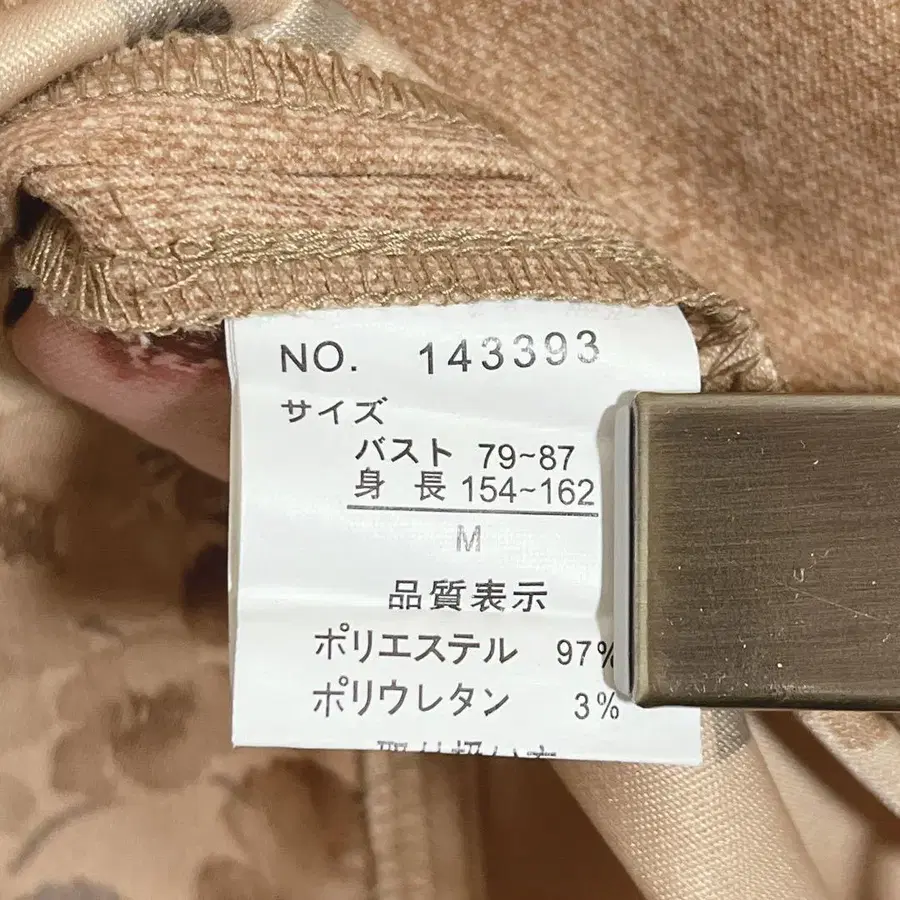 NO. 143393
サイズ
バスト 79~87
身長 154~162
M
品質表示
ポリエステル 97%
ポリウレタン 3%